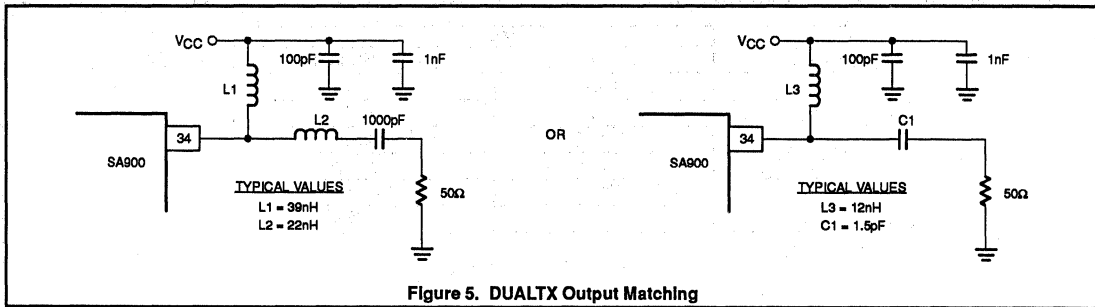 VCC
100pF
1nF
L1
L2
1000pF
34
SA900
50Ω
TYPICAL VALUES
L1 = 39nH
L2 = 22nH
OR
VCC
100pF
1nF
L3
C1
34
SA900
50Ω
TYPICAL VALUES
L3 = 12nH
C1 = 1.5pF
Figure 5. DUALTX Output Matching